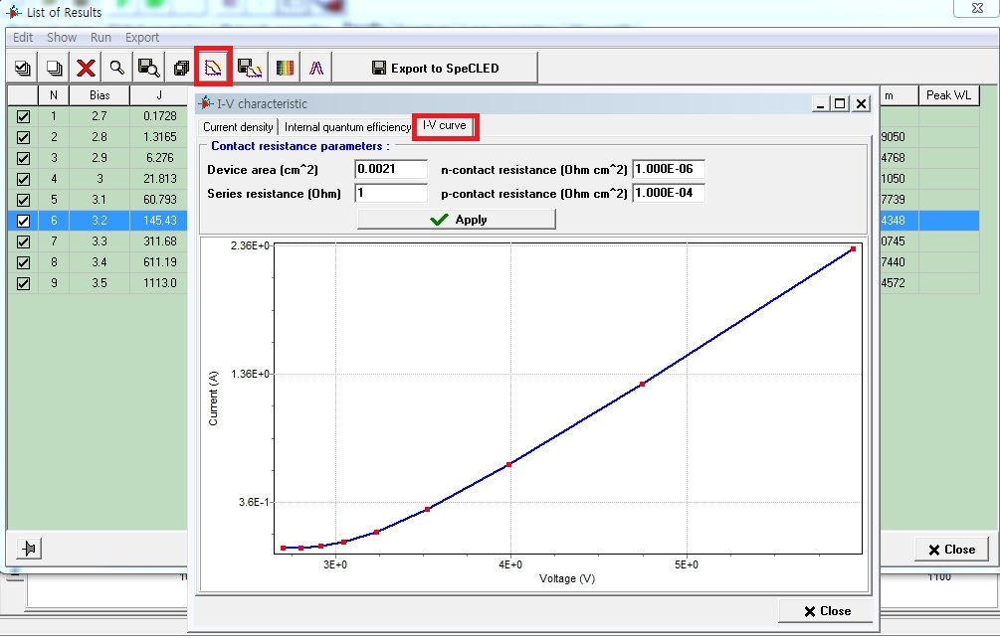 List of Results
Edit Show Run Export
Export to SpeCLED
N Bias J m Peak WL
1 2.7 0.1728
2 2.8 1.3165 9050
3 2.9 6.276 4768
4 3 21.813 1050
5 3.1 60.793 7739
6 3.2 145.43 4348
7 3.3 311.68 0745
8 3.4 611.19 7440
9 3.5 1113.0 4572
I-V characteristic
Current density Internal quantum efficiency I-V curve
Contact resistance parameters :
Device area (cm^2) 0.0021 n-contact resistance (Ohm cm^2) 1.000E-06
Series resistance (Ohm) 1 p-contact resistance (Ohm cm^2) 1.000E-04
Apply
2.36E+0
1.36E+0
3.6E-1
Current (A)
3E+0 4E+0 5E+0
Voltage (V)
Close
Close
1100